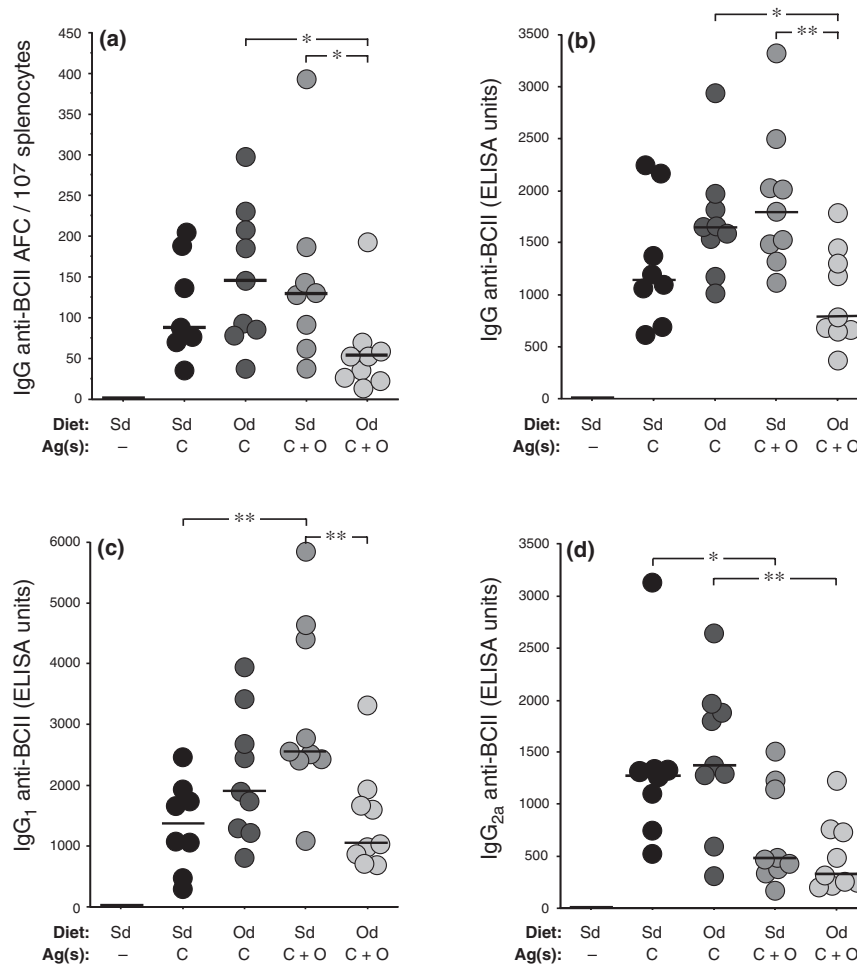 (a)
IgG anti-BCII AFC / 10⁷ splenocytes
450
400
350
300
250
200
150
100
50
0
* 
*
Diet: Sd Sd Od Sd Od
Ag(s): – C C C + O C + O
(b)
IgG anti-BCII (ELISA units)
3500
3000
2500
2000
1500
1000
500
0
*
**
Diet: Sd Sd Od Sd Od
Ag(s): – C C C + O C + O
(c)
IgG₁ anti-BCII (ELISA units)
6000
5000
4000
3000
2000
1000
0
**
**
Diet: Sd Sd Od Sd Od
Ag(s): – C C C + O C + O
(d)
IgG₂ₐ anti-BCII (ELISA units)
3500
3000
2500
2000
1500
1000
500
0
*
**
Diet: Sd Sd Od Sd Od
Ag(s): – C C C + O C + O